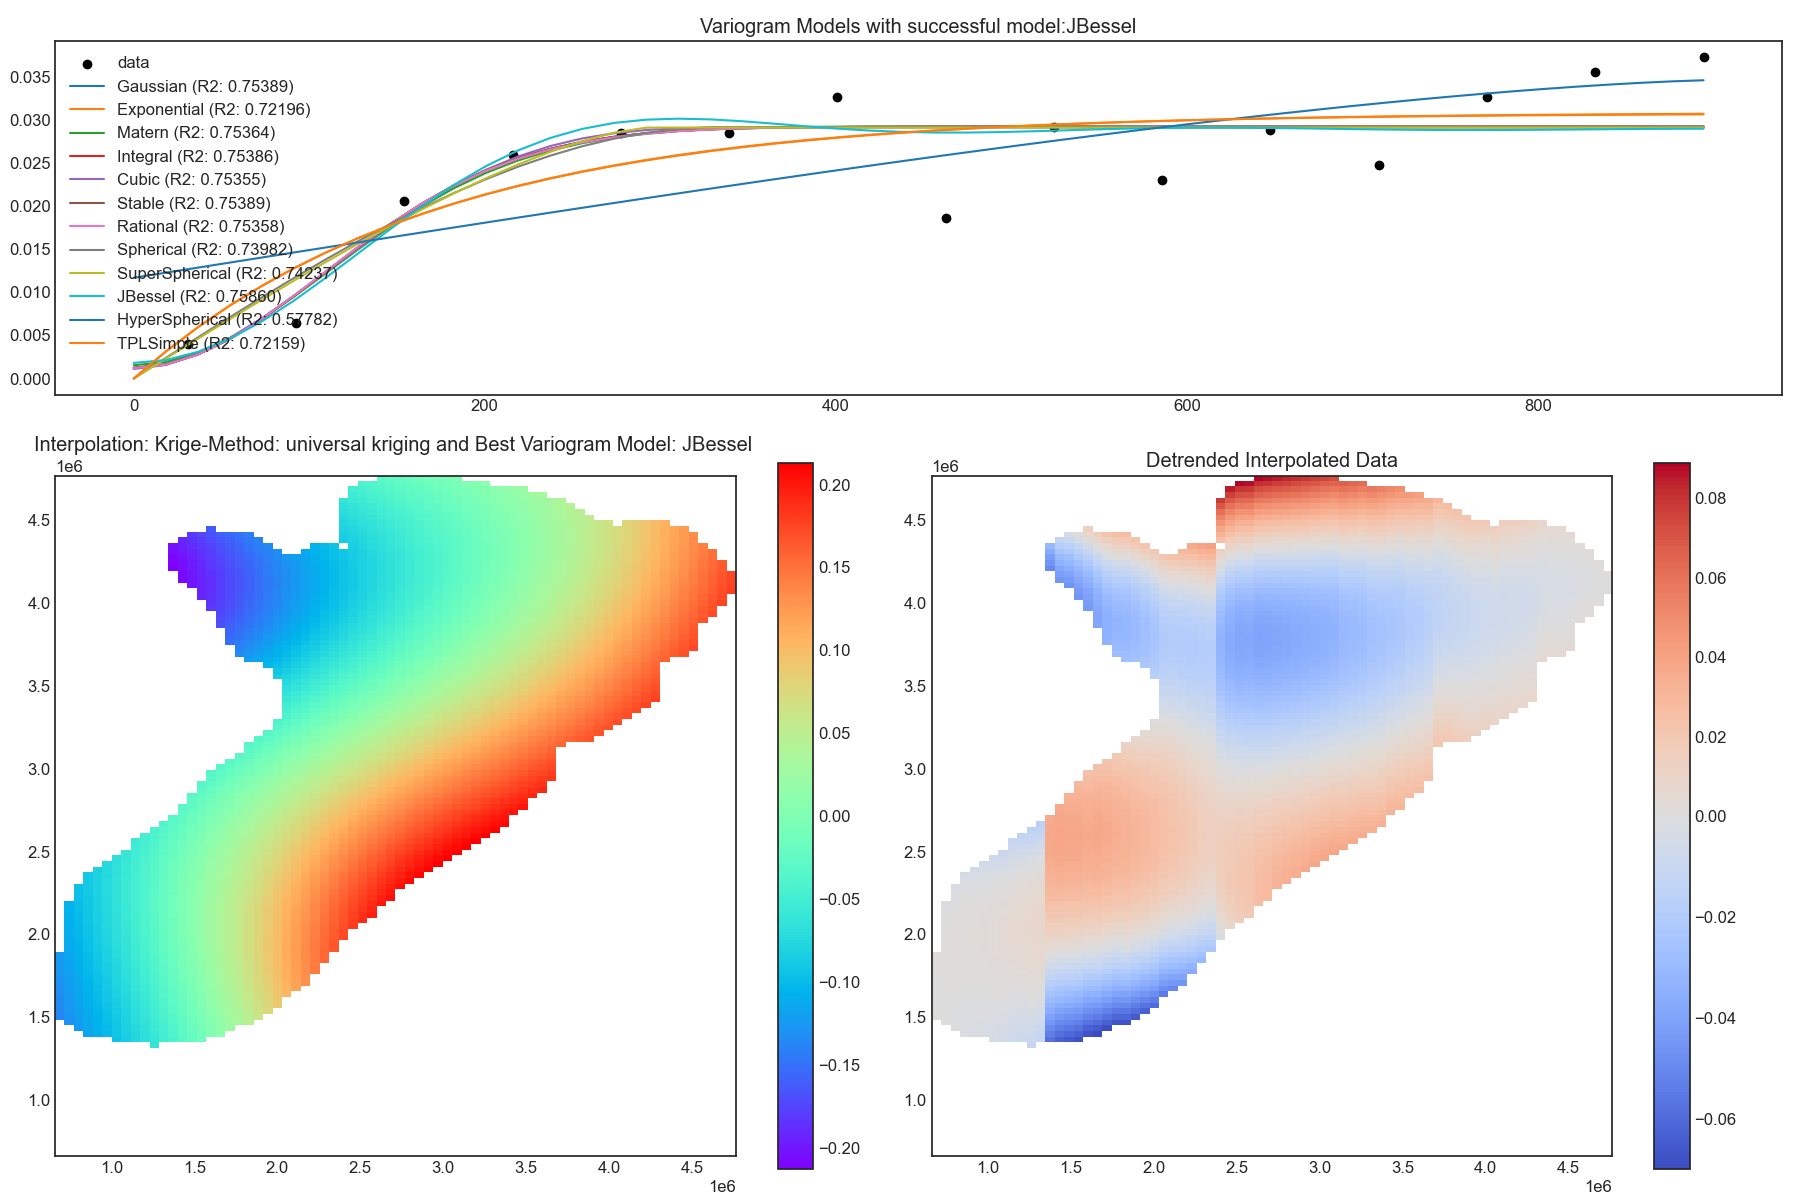 Variogram Models with successful model:JBessel
0.035
0.030
0.025
0.020
0.015
0.010
0.005
0.000
data
Gaussian (R2: 0.75389)
Exponential (R2: 0.72196)
Matern (R2: 0.75364)
Integral (R2: 0.75386)
Cubic (R2: 0.75355)
Stable (R2: 0.75389)
Rational (R2: 0.75358)
Spherical (R2: 0.73982)
SuperSpherical (R2: 0.74237)
JBessel (R2: 0.75860)
HyperSpherical (R2: 0.57782)
TPLSimple (R2: 0.72159)
0 200 400 600 800
Interpolation: Krige-Method: universal kriging and Best Variogram Model: JBessel
1e6
4.5
4.0
3.5
3.0
2.5
2.0
1.5
1.0
1.0 1.5 2.0 2.5 3.0 3.5 4.0 4.5
1e6
0.20
0.15
0.10
0.05
0.00
−0.05
−0.10
−0.15
−0.20
Detrended Interpolated Data
1e6
4.5
4.0
3.5
3.0
2.5
2.0
1.5
1.0
1.0 1.5 2.0 2.5 3.0 3.5 4.0 4.5
1e6
0.08
0.06
0.04
0.02
0.00
−0.02
−0.04
−0.06